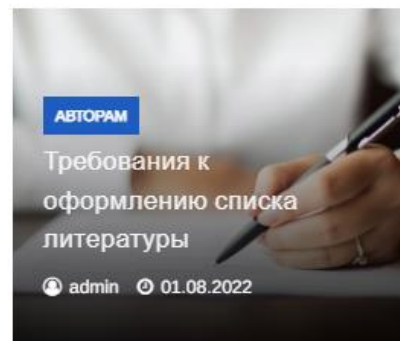 АВТОРАМ
Требования к
оформлению списка
литературы
admin 01.08.2022